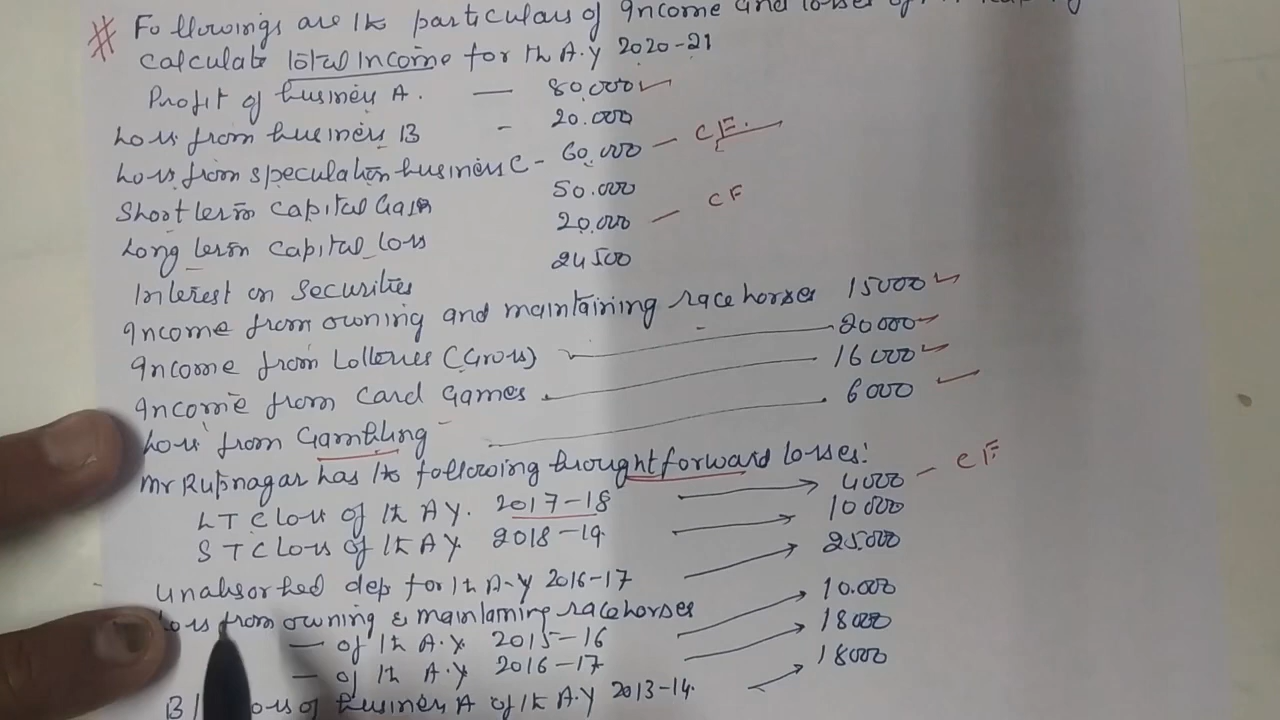 # Followings are the particulars of Income and losses of
calculate total Income for the A.Y 2020-21
Profit of business A. — 80,000 ✓
Loss from business B - 20.000
Loss from speculation business C - 60,000 — CF.
Short term capital Gain 50.000
Long term capital loss 20,000 — CF
Interest on securities 24500
Income from owning and maintaining race horses 15000 ✓
Income from Lotteries (Gross) 20000 ✓
Income from card Games 16000 ✓
Loss from Gambling 6000
Mr Rupnagar has the following broughtforward losses:
LTC Loss of the A.Y. 2017-18 → 4000 — CF
STC Loss of the A.Y. 2018-19 → 10000
Unabsorbed dep for the A.Y 2016-17 → 25.000
Loss from owning & maintaining racehorses
— of the A.Y. 2015-16 → 10.000
— of the A.Y 2016-17 → 18000
B/ Loss of business A of the A.Y 2013-14. → 18000